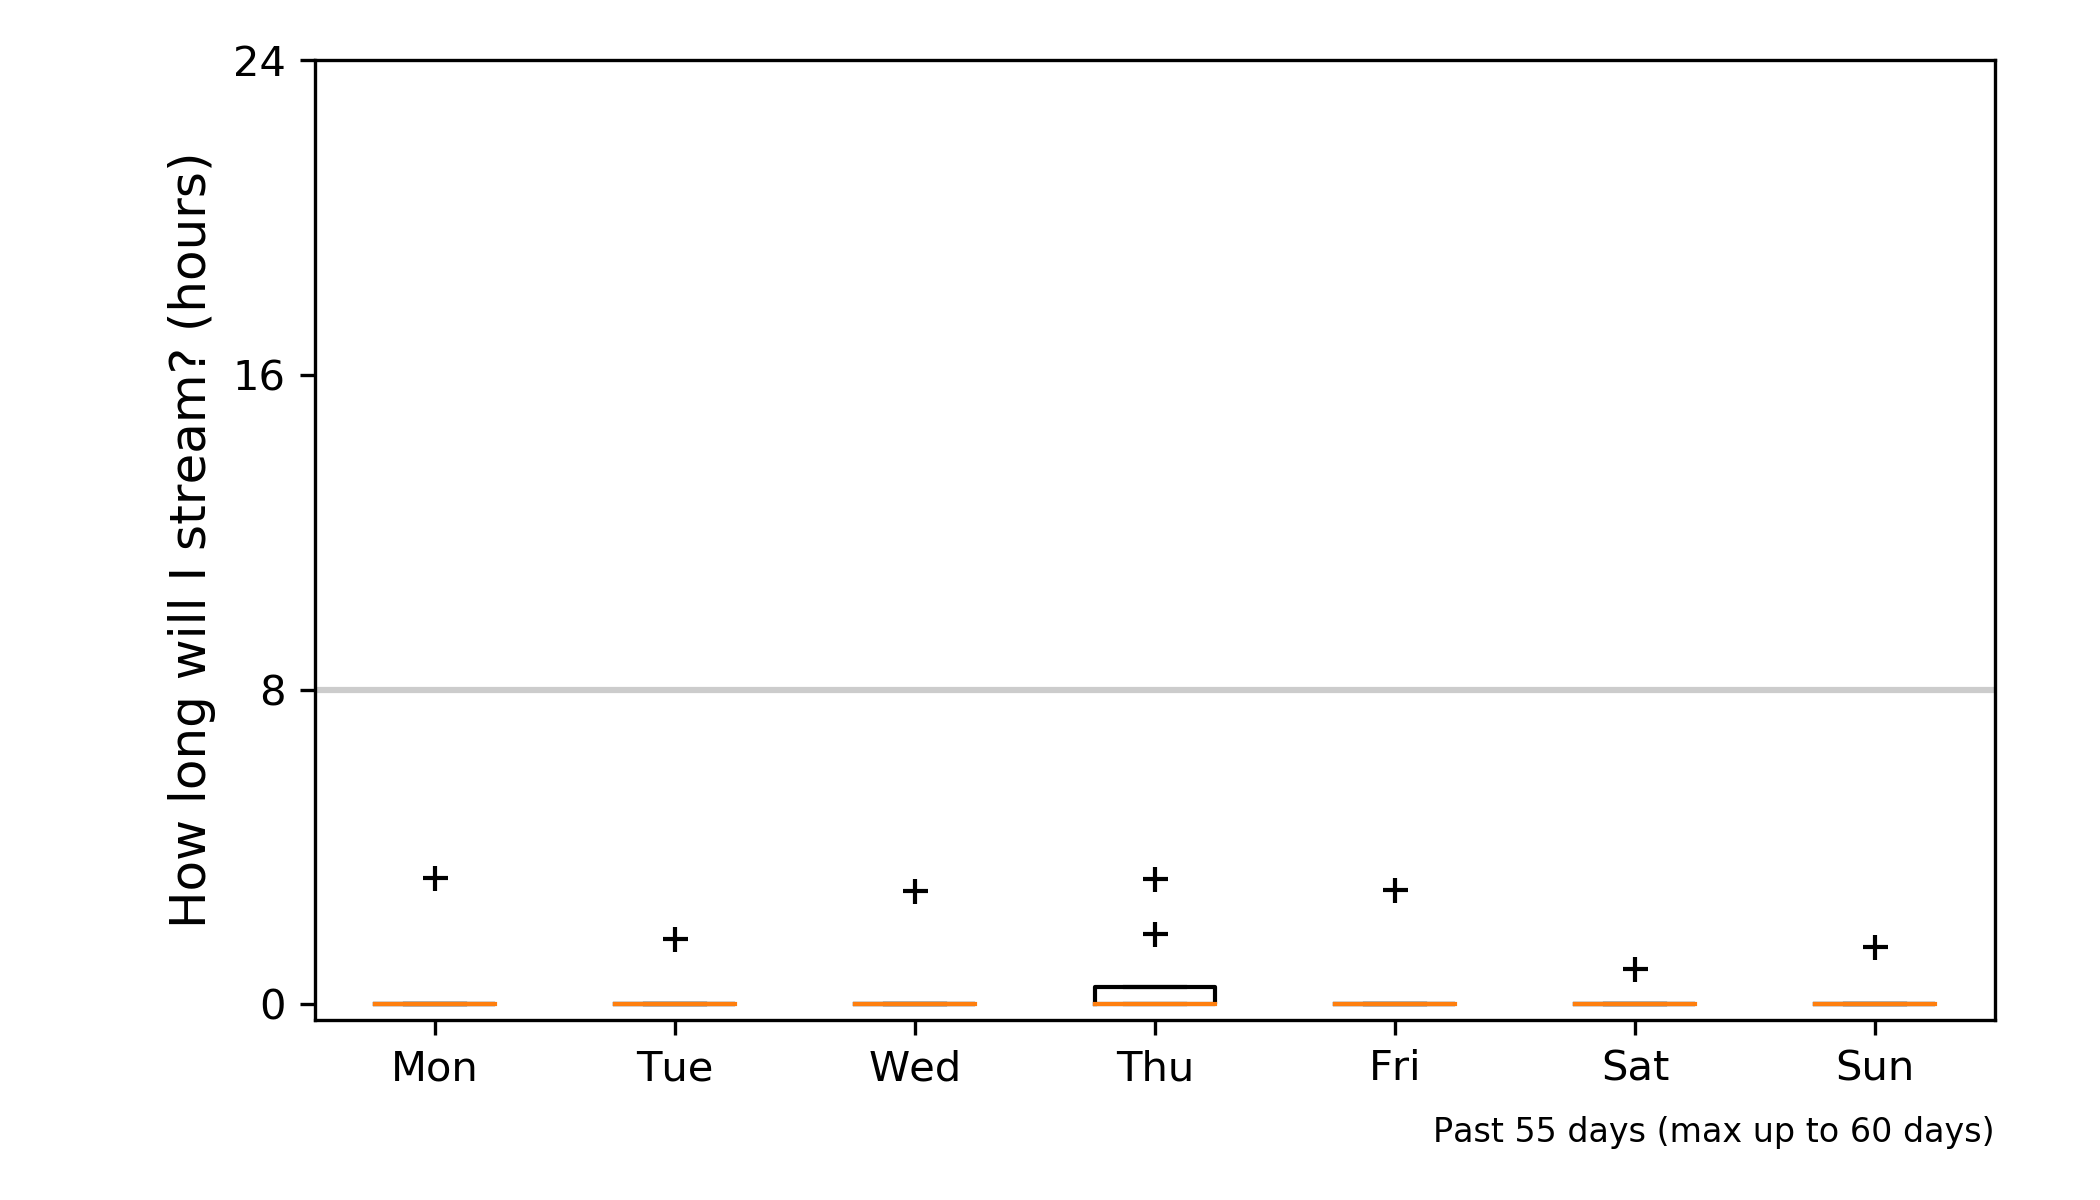 How long will I stream? (hours)
24
16
8
0
Mon Tue Wed Thu Fri Sat Sun
Past 55 days (max up to 60 days)